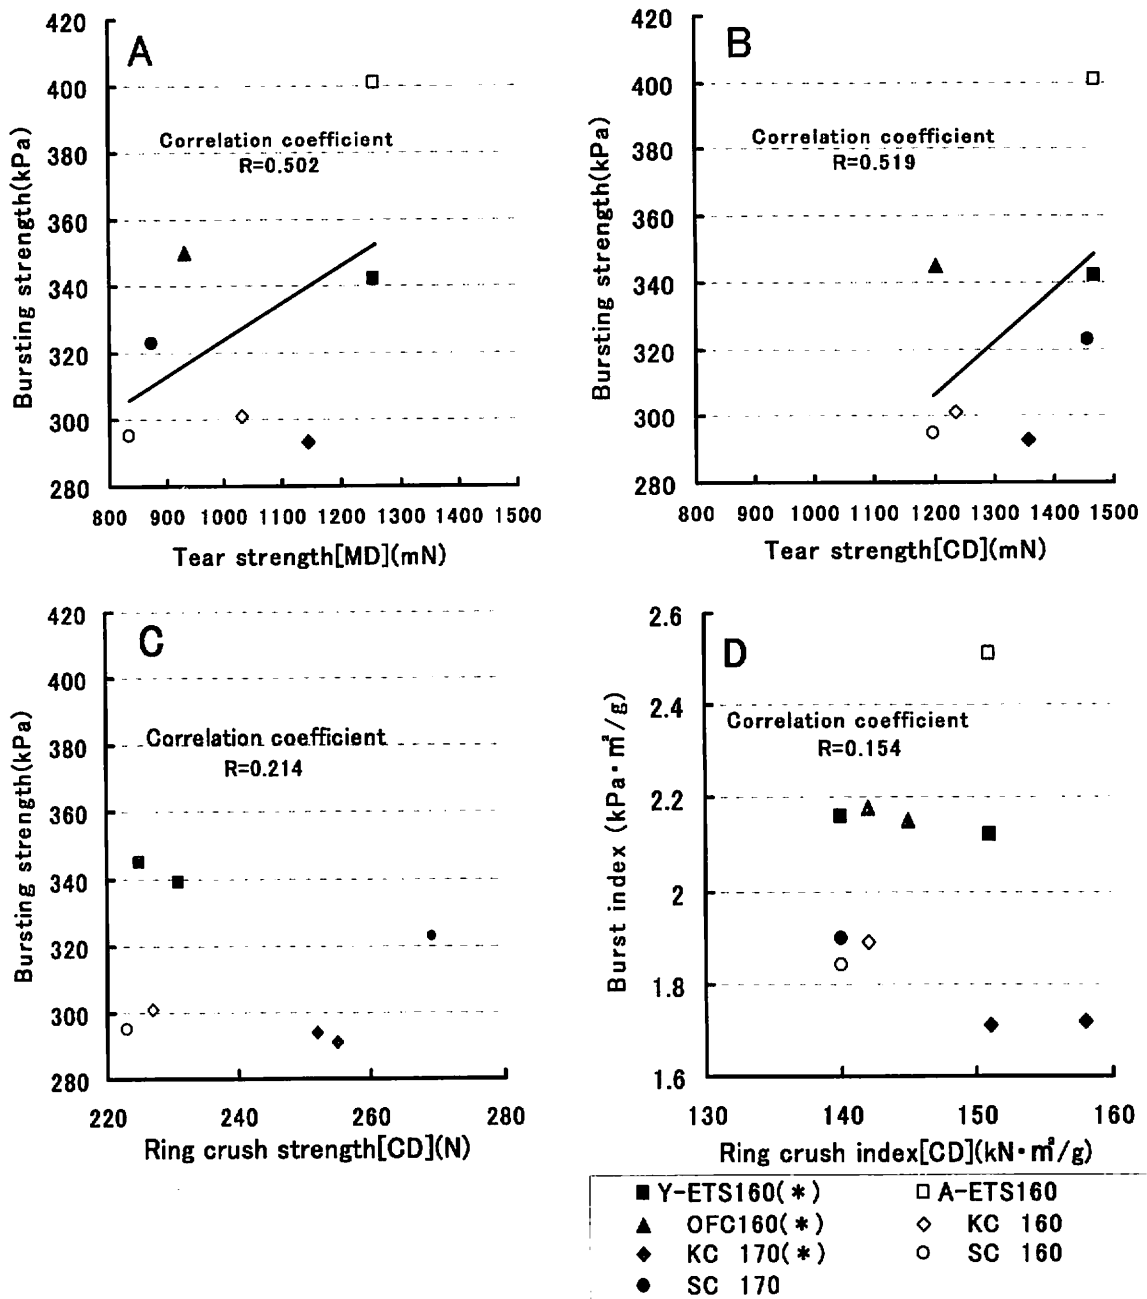 A
Bursting strength(kPa)
420
400
380
360
340
320
300
280
Correlation coefficient
R=0.502
800 900 1000 1100 1200 1300 1400 1500
Tear strength[MD](mN)
B
Bursting strength(kPa)
420
400
380
360
340
320
300
280
Correlation coefficient
R=0.519
800 900 1000 1100 1200 1300 1400 1500
Tear strength[CD](mN)
C
Bursting strength(kPa)
420
400
380
360
340
320
300
280
Correlation coefficient
R=0.214
220 240 260 280
Ring crush strength[CD](N)
D
Burst index (kPa・㎡/g)
2.6
2.4
2.2
2
1.8
1.6
Correlation coefficient
R=0.154
130 140 150 160
Ring crush index[CD](kN・㎡/g)
■Y-ETS160(*) □A-ETS160
▲ OFC160(*) ◇ KC 160
◆ KC 170(*) ○ SC 160
● SC 170